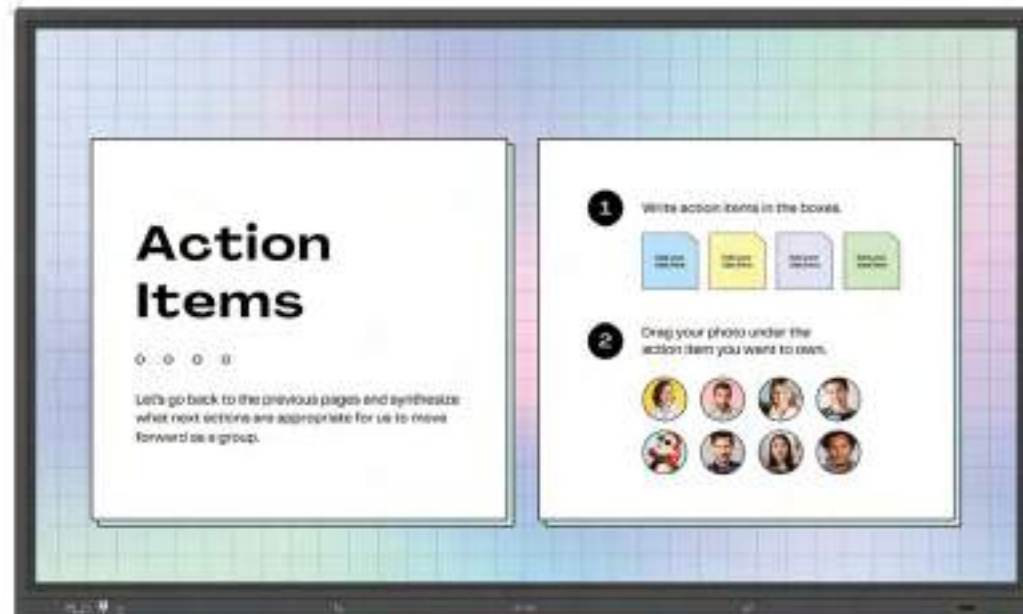 Action
Items
Let's go back to the previous pages and synthesize
what next actions are appropriate for us to move
forward as a group.
1
Write action items in the boxes.
2
Drag your photo under the
action item you want to own.